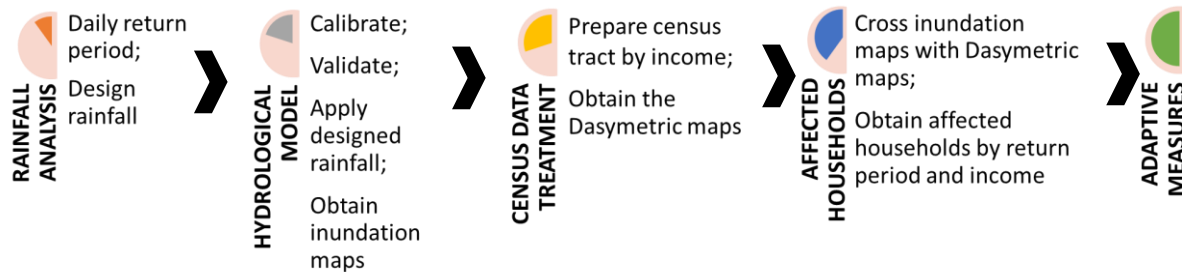 RAINFALL
ANALYSIS
Daily return
period;
Design
rainfall
HYDROLOGICAL
MODEL
Calibrate;
Validate;
Apply
designed
rainfall;
Obtain
inundation
maps
CENSUS DATA
TREATMENT
Prepare census
tract by income;
Obtain the
Dasymetric maps
AFFECTED
HOUSEHOLDS
Cross inundation
maps with Dasymetric
maps;
Obtain affected
households by return
period and income
ADAPTIVE
MEASURES